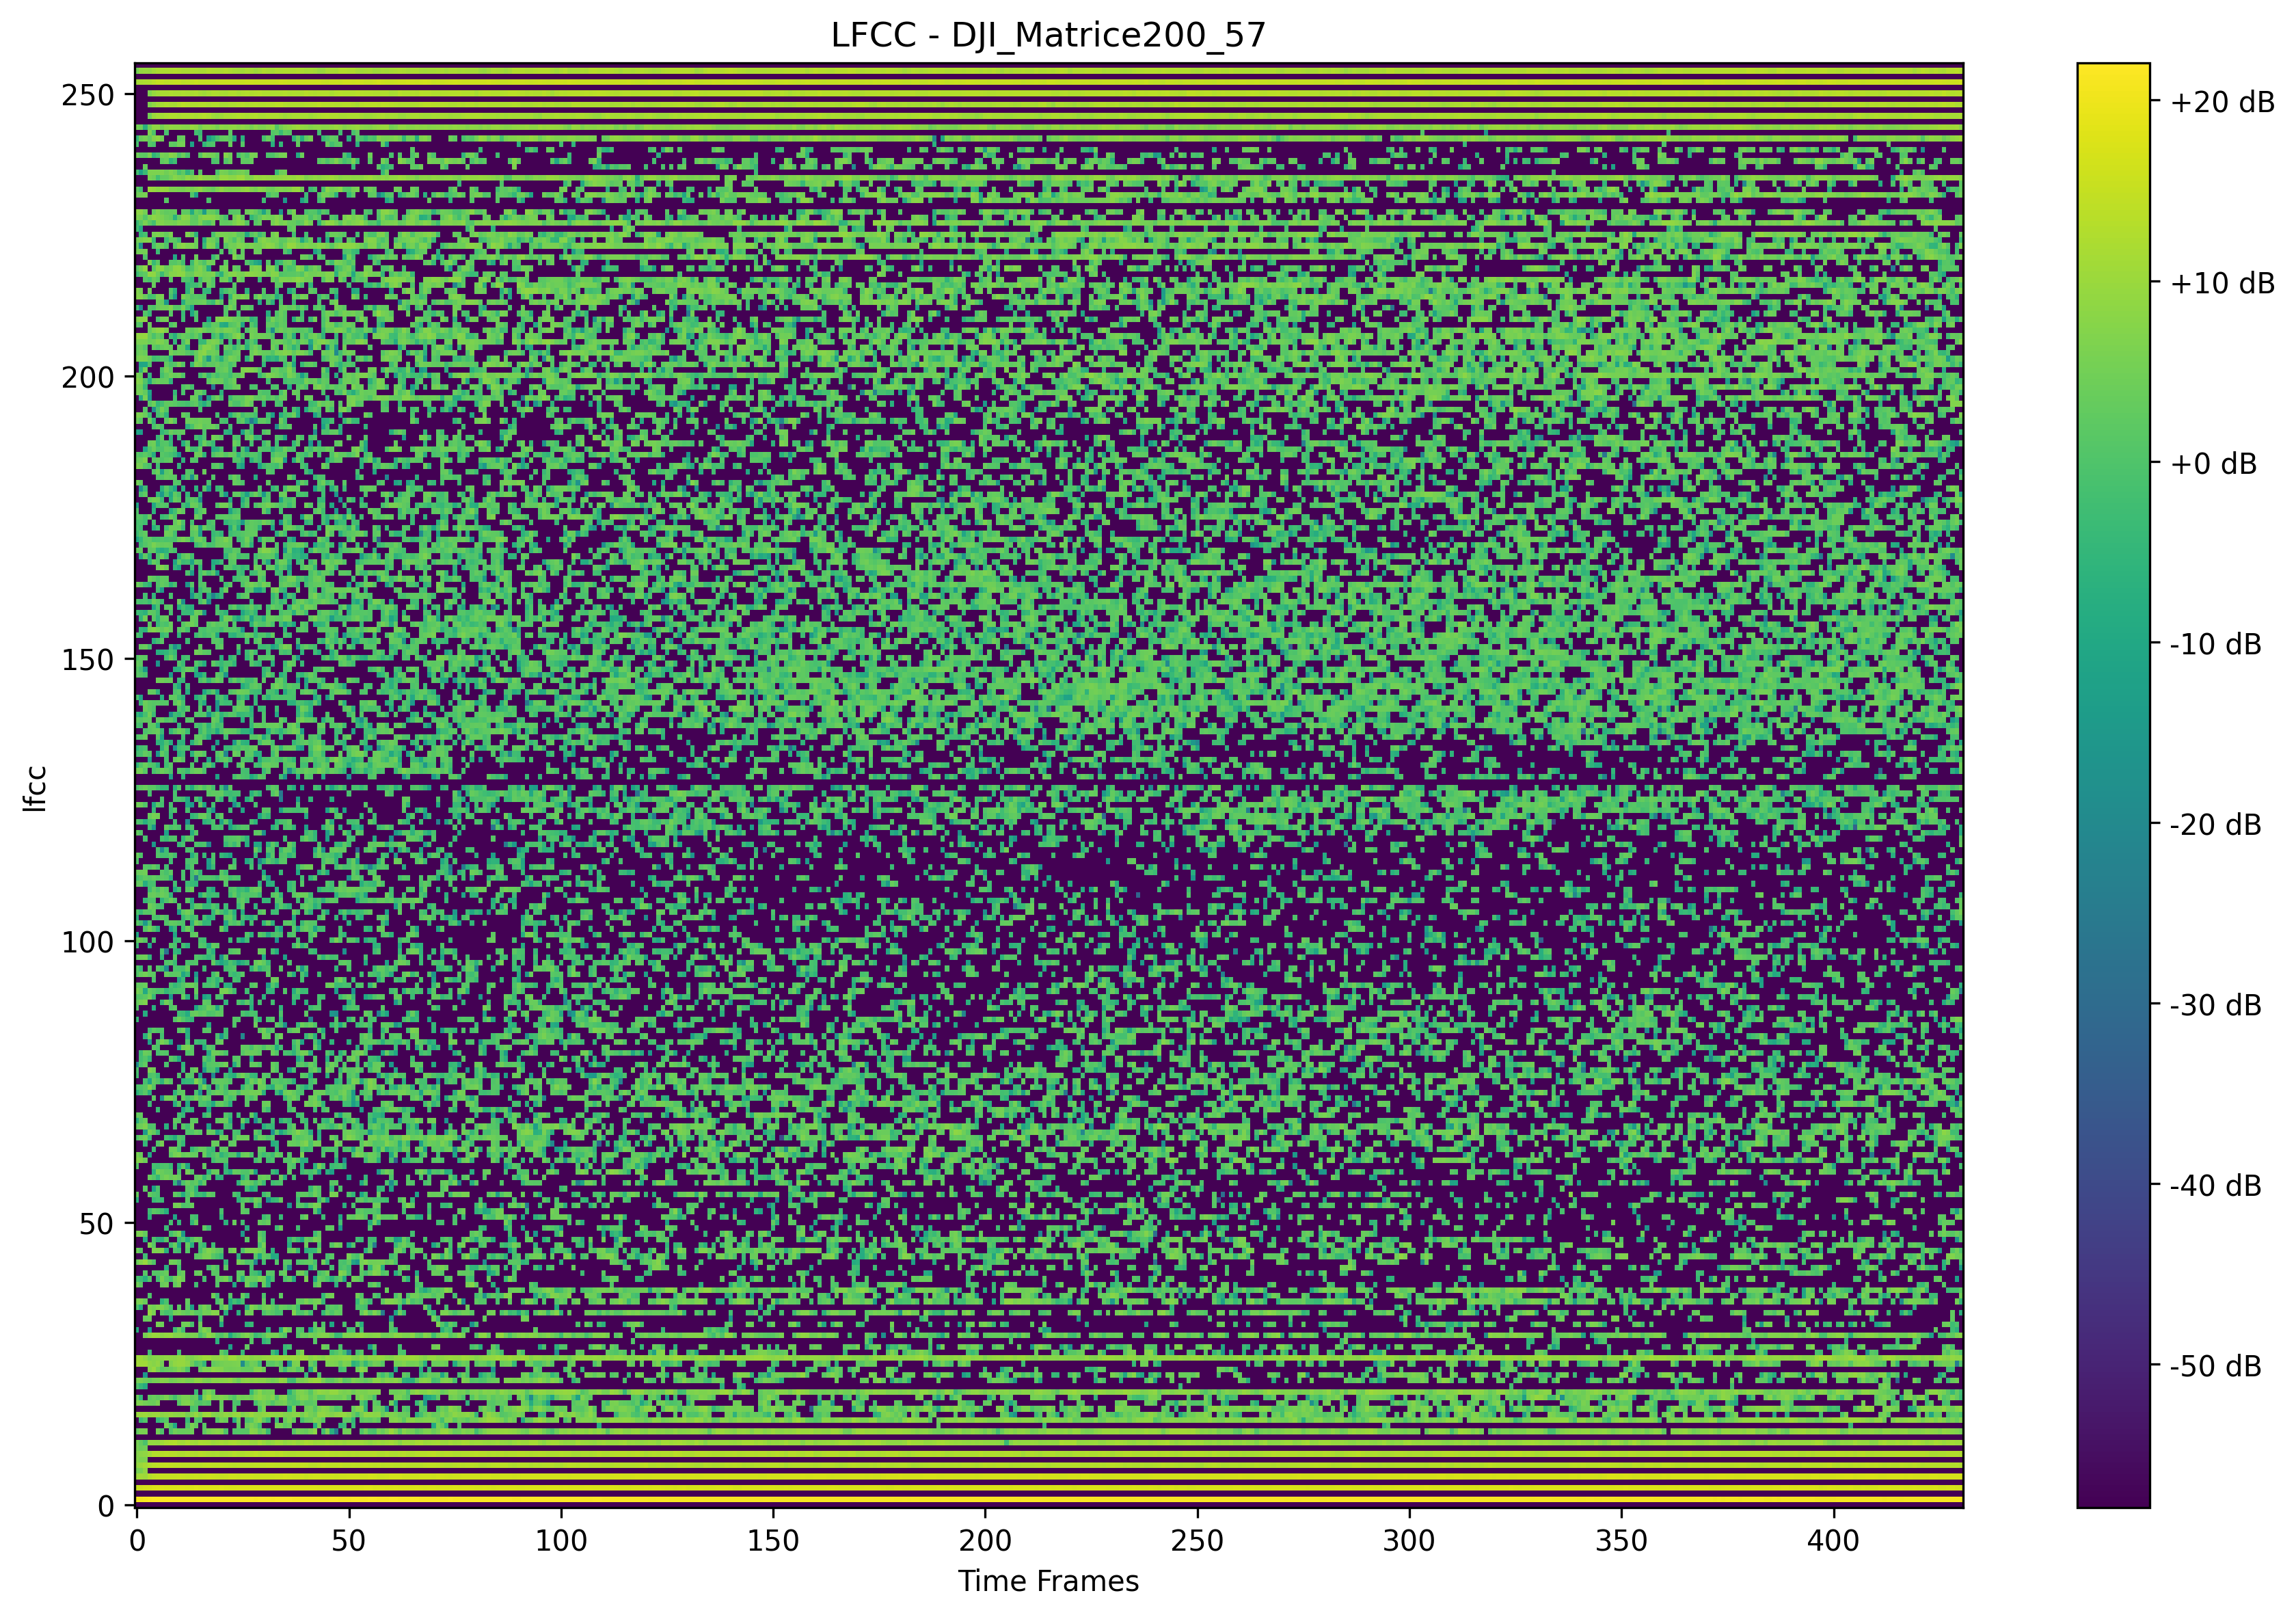 LFCC - DJI_Matrice200_57
250
200
150
100
50
0
lfcc
0 50 100 150 200 250 300 350 400
Time Frames
+20 dB
+10 dB
+0 dB
-10 dB
-20 dB
-30 dB
-40 dB
-50 dB